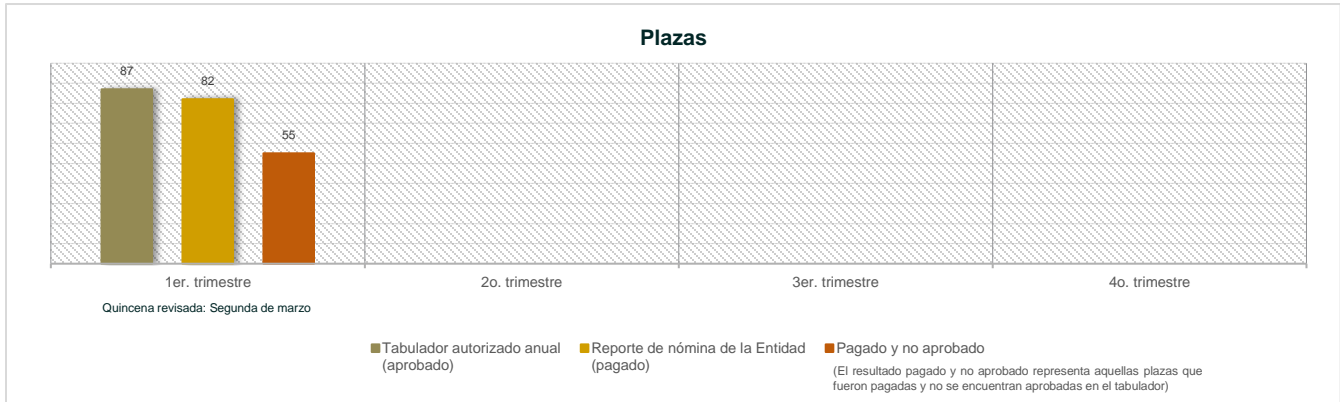 Plazas
87
82
55
1er. trimestre
2o. trimestre
3er. trimestre
4o. trimestre
Quincena revisada: Segunda de marzo
Tabulador autorizado anual
(aprobado)
Reporte de nómina de la Entidad
(pagado)
Pagado y no aprobado
(El resultado pagado y no aprobado representa aquellas plazas que
fueron pagadas y no se encuentran aprobadas en el tabulador)